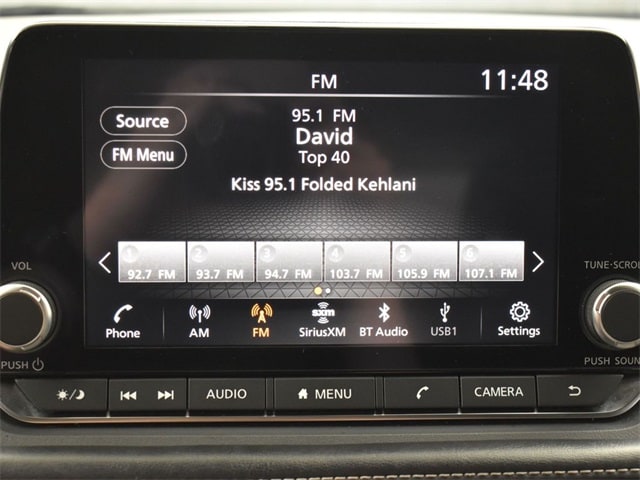 FM
11:48
Source
95.1 FM
David
FM Menu
Top 40
Kiss 95.1 Folded Kehlani
1 2 3 4 5 6
92.7 FM 93.7 FM 94.7 FM 103.7 FM 105.9 FM 107.1 FM
VOL
TUNE·SCROLL
sxm
Phone AM FM SiriusXM BT Audio USB1 Settings
PUSH
PUSH SOUN
AUDIO MENU CAMERA